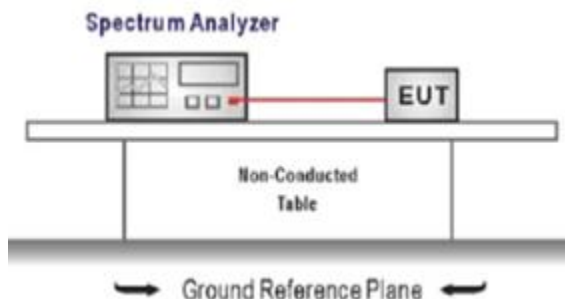 Spectrum Analyzer
EUT
Non-Conducted
Table
Ground Reference Plane